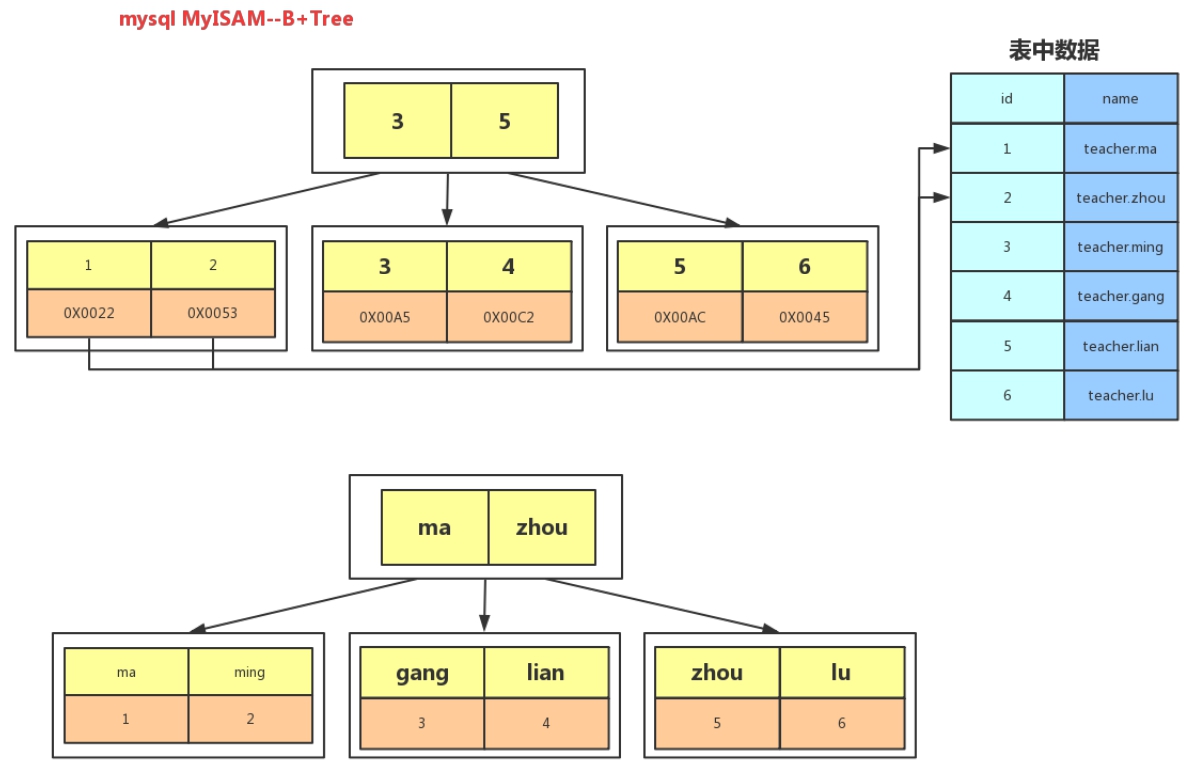 mysql MyISAM--B+Tree
表中数据
id name
1 teacher.ma
2 teacher.zhou
3 teacher.ming
4 teacher.gang
5 teacher.lian
6 teacher.lu
3 5
1 2
0X0022 0X0053
3 4
0X00A5 0X00C2
5 6
0X00AC 0X0045
ma zhou
ma ming
1 2
gang lian
3 4
zhou lu
5 6